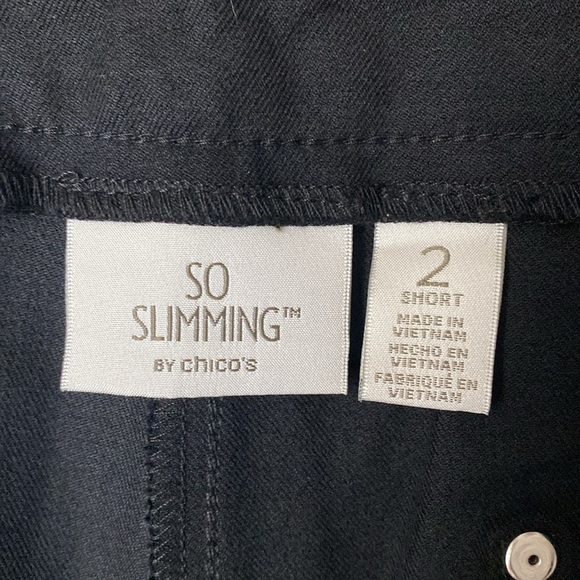 SO
SLIMMING™
BY chico's
2
SHORT
MADE IN
VIETNAM
HECHO EN
VIETNAM
FABRIQUÉ EN
VIETNAM